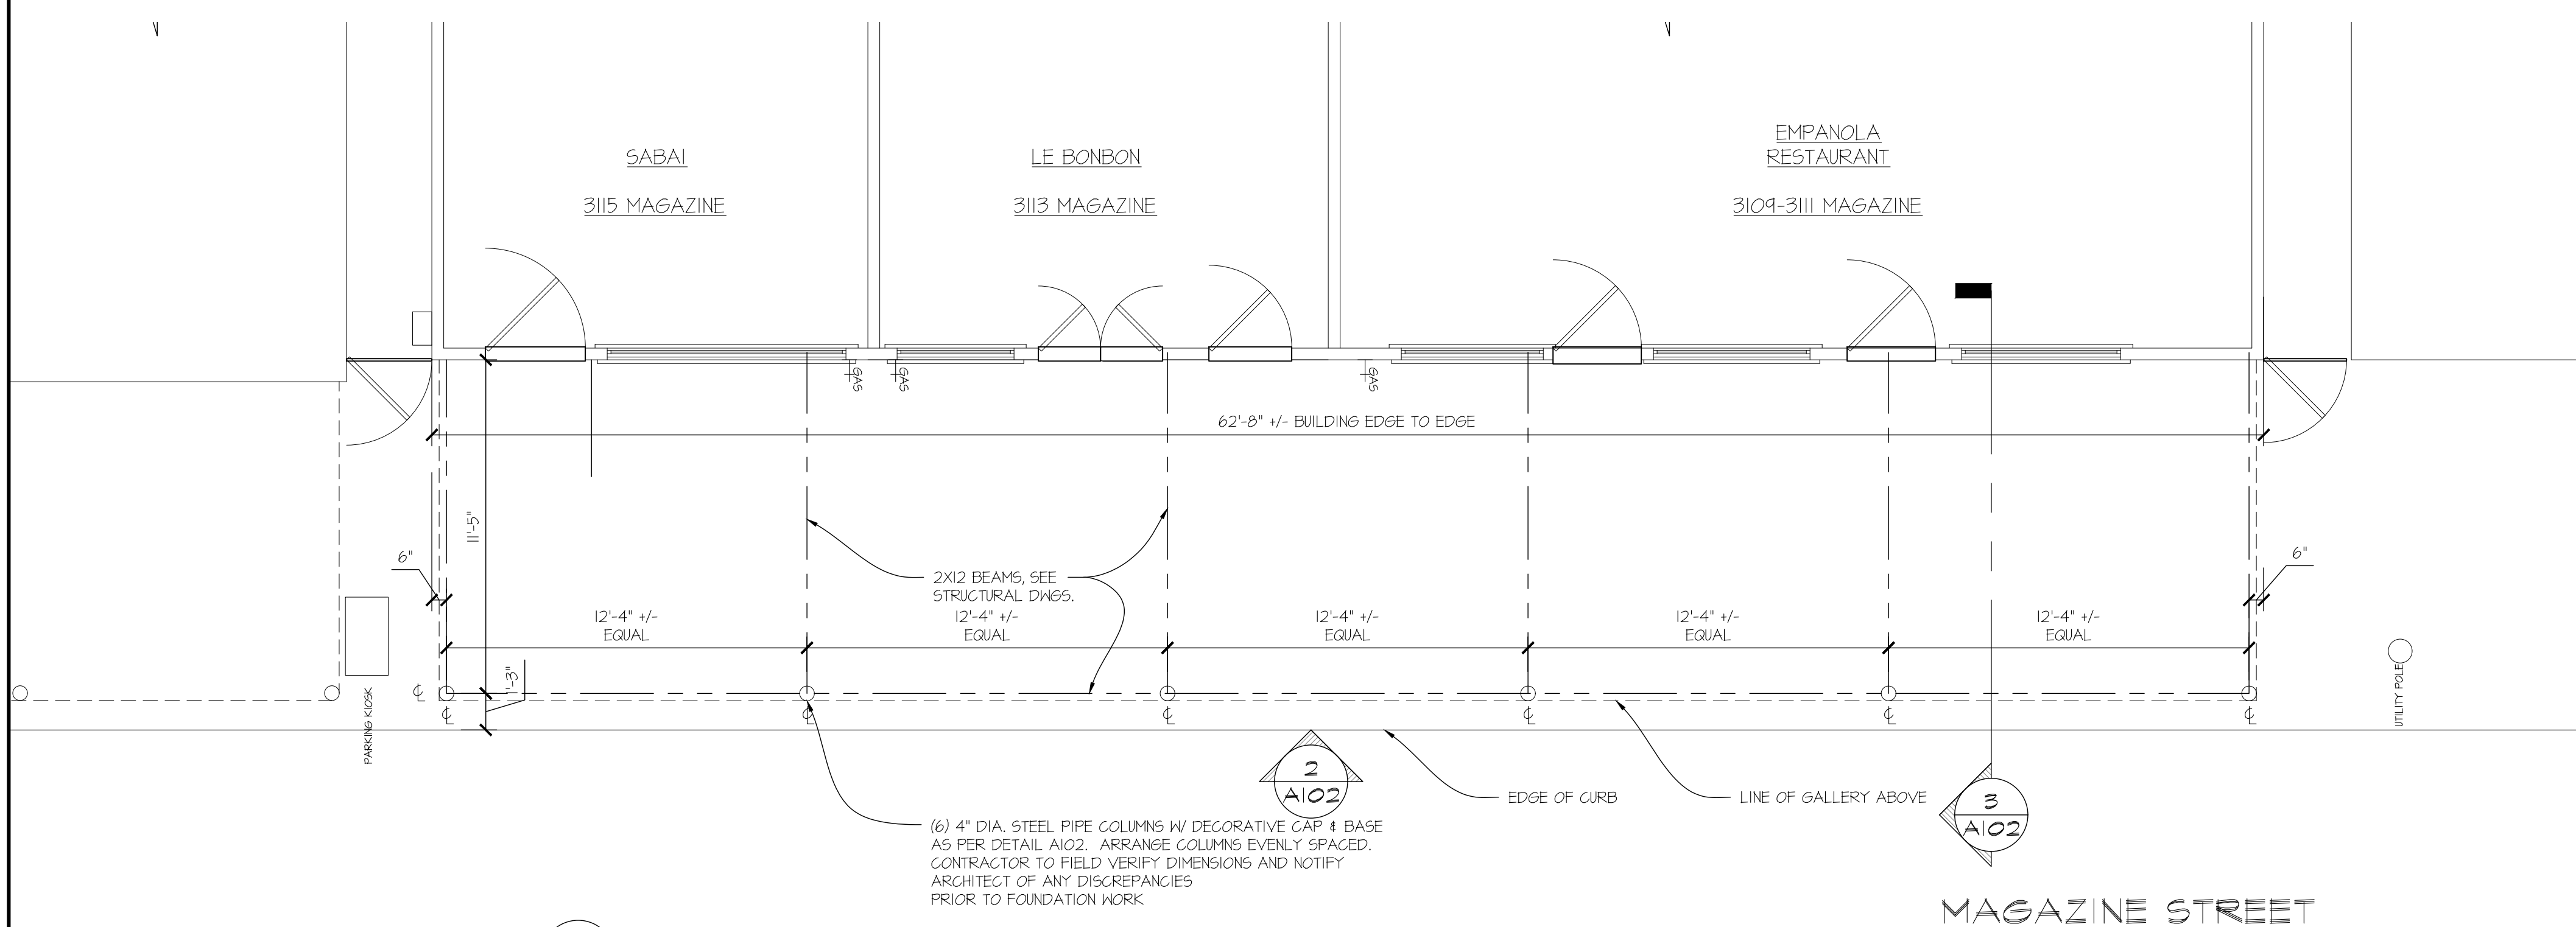 SABAI
3115 MAGAZINE
LE BONBON
3113 MAGAZINE
EMPANOLA
RESTAURANT
3109-3111 MAGAZINE
GAS
GAS
GAS
62'-8" +/- BUILDING EDGE TO EDGE
11'-5"
6"
6"
2X12 BEAMS, SEE
STRUCTURAL DWGS.
12'-4" +/-
EQUAL
12'-4" +/-
EQUAL
12'-4" +/-
EQUAL
12'-4" +/-
EQUAL
12'-4" +/-
EQUAL
'-3"
℄
℄
℄
℄
℄
℄
℄
PARKING KIOSK
UTILITY POLE
2
A102
EDGE OF CURB
LINE OF GALLERY ABOVE
3
A102
(6) 4" DIA. STEEL PIPE COLUMNS W/ DECORATIVE CAP & BASE
AS PER DETAIL A102. ARRANGE COLUMNS EVENLY SPACED.
CONTRACTOR TO FIELD VERIFY DIMENSIONS AND NOTIFY
ARCHITECT OF ANY DISCREPANCIES
PRIOR TO FOUNDATION WORK
MAGAZINE STREET